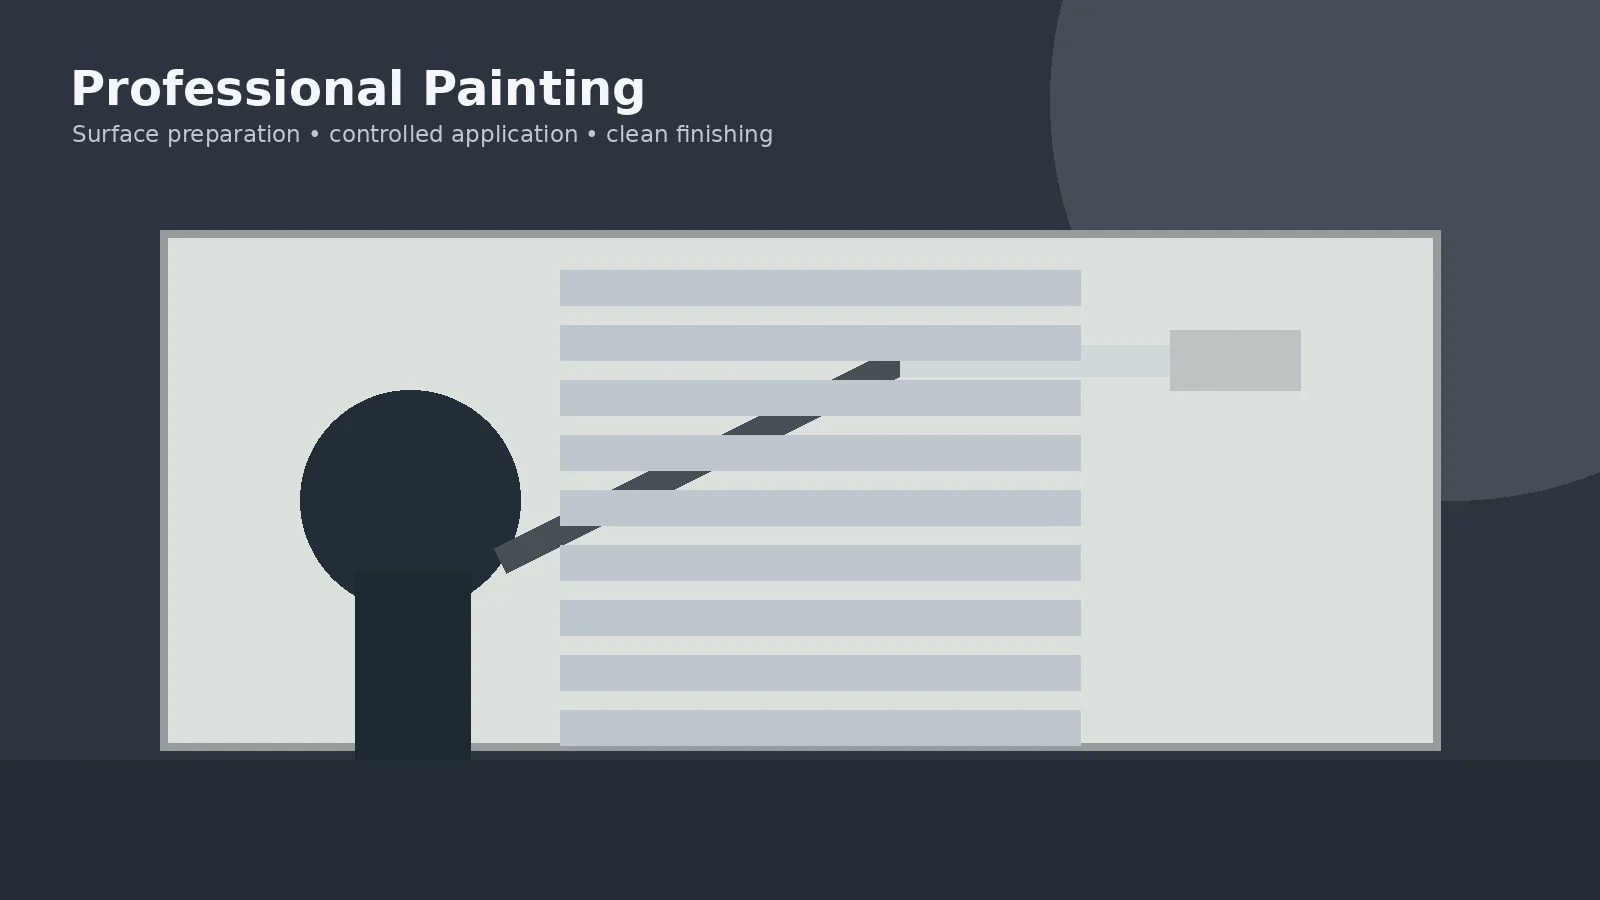 Professional Painting
Surface preparation • controlled application • clean finishing